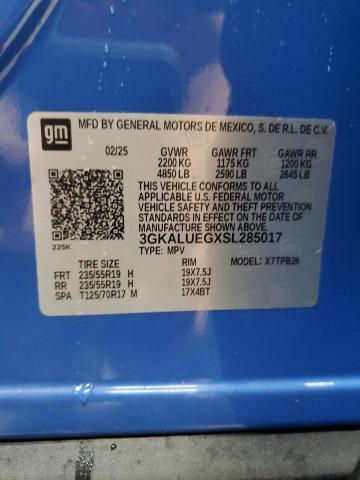 gm MFD BY GENERAL MOTORS DE MEXICO, S. DE R.L. DE C.V.
02/25 GVWR GAWR FRT GAWR RR
2200 KG 1175 KG 1200 KG
4850 LB 2590 LB 2645 LB
THIS VEHICLE CONFORMS TO ALL
APPLICABLE U.S. FEDERAL MOTOR
VEHICLE SAFETY AND THEFT PREVENTION
STANDARDS IN EFFECT ON THE DATE OF
MANUFACTURE SHOWN ABOVE.
3GKALUEGXSL285017
225K TYPE: MPV
TIRE SIZE RIM MODEL: X7TPB26
FRT 235/55R19 H 19X7.5J
RR 235/55R19 H 19X7.5J
SPA T125/70R17 M 17X4BT